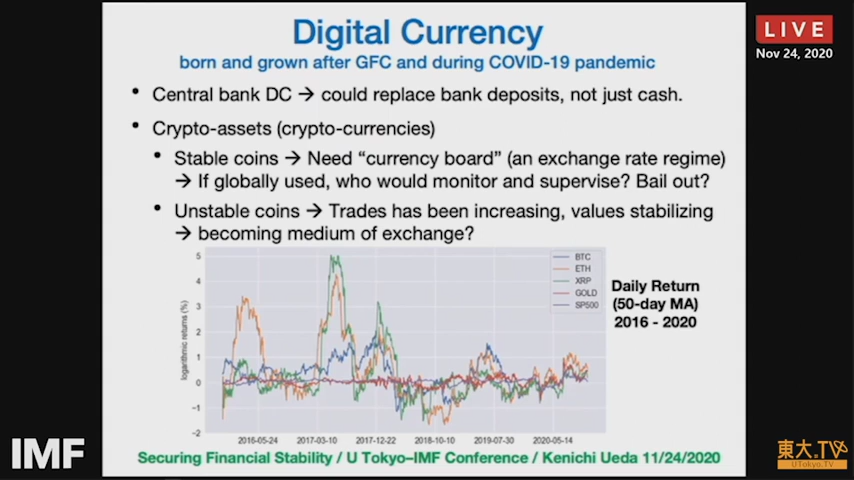 Digital Currency
born and grown after GFC and during COVID-19 pandemic
• Central bank DC → could replace bank deposits, not just cash.
• Crypto-assets (crypto-currencies)
• Stable coins → Need “currency board” (an exchange rate regime)
→ If globally used, who would monitor and supervise? Bail out?
• Unstable coins → Trades has been increasing, values stabilizing
→ becoming medium of exchange?
LIVE
Nov 24, 2020
logarithmic returns (%)
5
4
3
2
1
0
−1
−2
BTC
ETH
XRP
GOLD
SP500
2016-05-24 2017-03-10 2017-12-22 2018-10-10 2019-07-30 2020-05-14
Daily Return
(50-day MA)
2016 - 2020
IMF
Securing Financial Stability / U Tokyo–IMF Conference / Kenichi Ueda 11/24/2020
東大.TV
UTokyo.TV